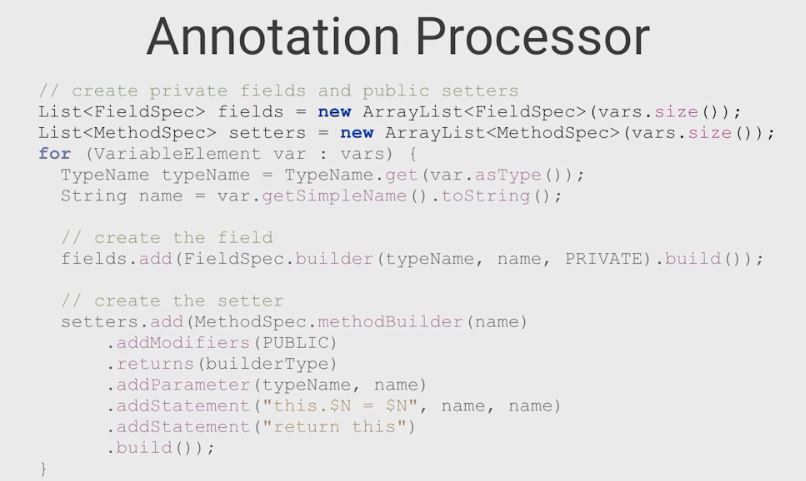 Annotation Processor
// create private fields and public setters
List<FieldSpec> fields = new ArrayList<FieldSpec>(vars.size());
List<MethodSpec> setters = new ArrayList<MethodSpec>(vars.size());
for (VariableElement var : vars) {
  TypeName typeName = TypeName.get(var.asType());
  String name = var.getSimpleName().toString();

  // create the field
  fields.add(FieldSpec.builder(typeName, name, PRIVATE).build());

  // create the setter
  setters.add(MethodSpec.methodBuilder(name)
      .addModifiers(PUBLIC)
      .returns(builderType)
      .addParameter(typeName, name)
      .addStatement("this.$N = $N", name, name)
      .addStatement("return this")
      .build());
}